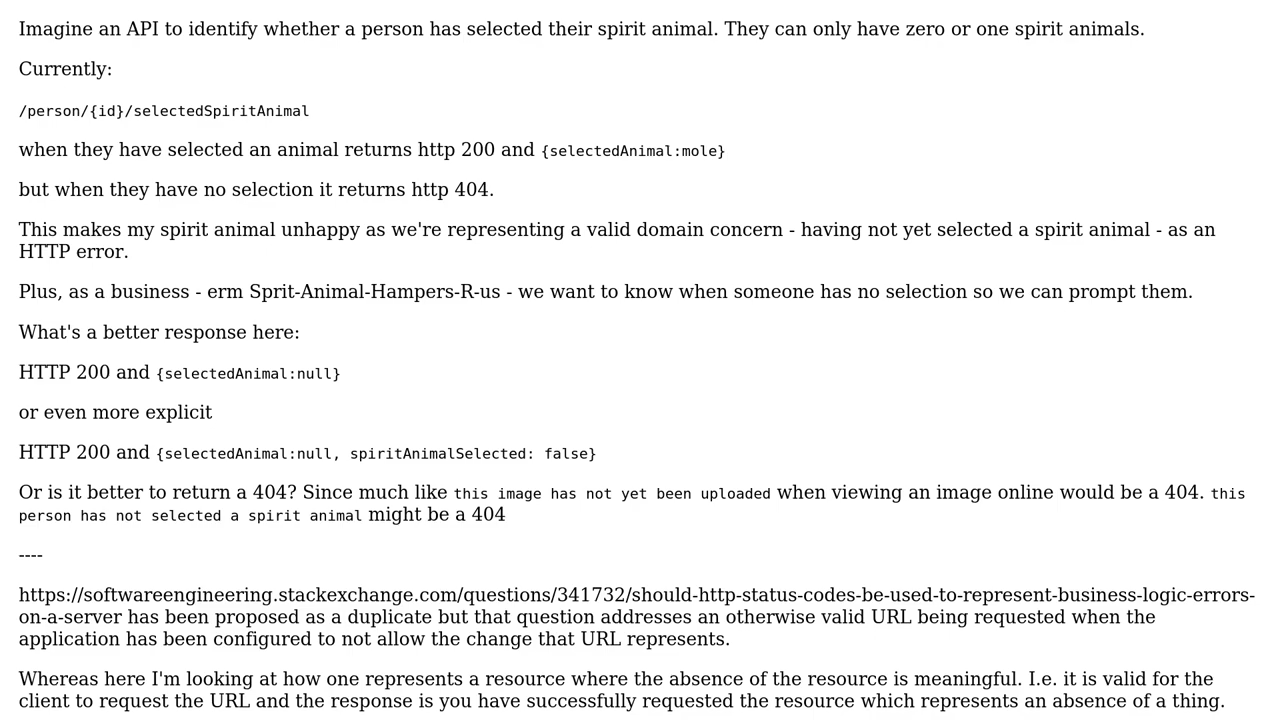 Imagine an API to identify whether a person has selected their spirit animal. They can only have zero or one spirit animals.
Currently:
/person/{id}/selectedSpiritAnimal
when they have selected an animal returns http 200 and {selectedAnimal:mole}
but when they have no selection it returns http 404.
This makes my spirit animal unhappy as we're representing a valid domain concern - having not yet selected a spirit animal - as an
HTTP error.
Plus, as a business - erm Sprit-Animal-Hampers-R-us - we want to know when someone has no selection so we can prompt them.
What's a better response here:
HTTP 200 and {selectedAnimal:null}
or even more explicit
HTTP 200 and {selectedAnimal:null, spiritAnimalSelected: false}
Or is it better to return a 404? Since much like this image has not yet been uploaded when viewing an image online would be a 404. this
person has not selected a spirit animal might be a 404
----
https://softwareengineering.stackexchange.com/questions/341732/should-http-status-codes-be-used-to-represent-business-logic-errors-
on-a-server has been proposed as a duplicate but that question addresses an otherwise valid URL being requested when the
application has been configured to not allow the change that URL represents.
Whereas here I'm looking at how one represents a resource where the absence of the resource is meaningful. I.e. it is valid for the
client to request the URL and the response is you have successfully requested the resource which represents an absence of a thing.